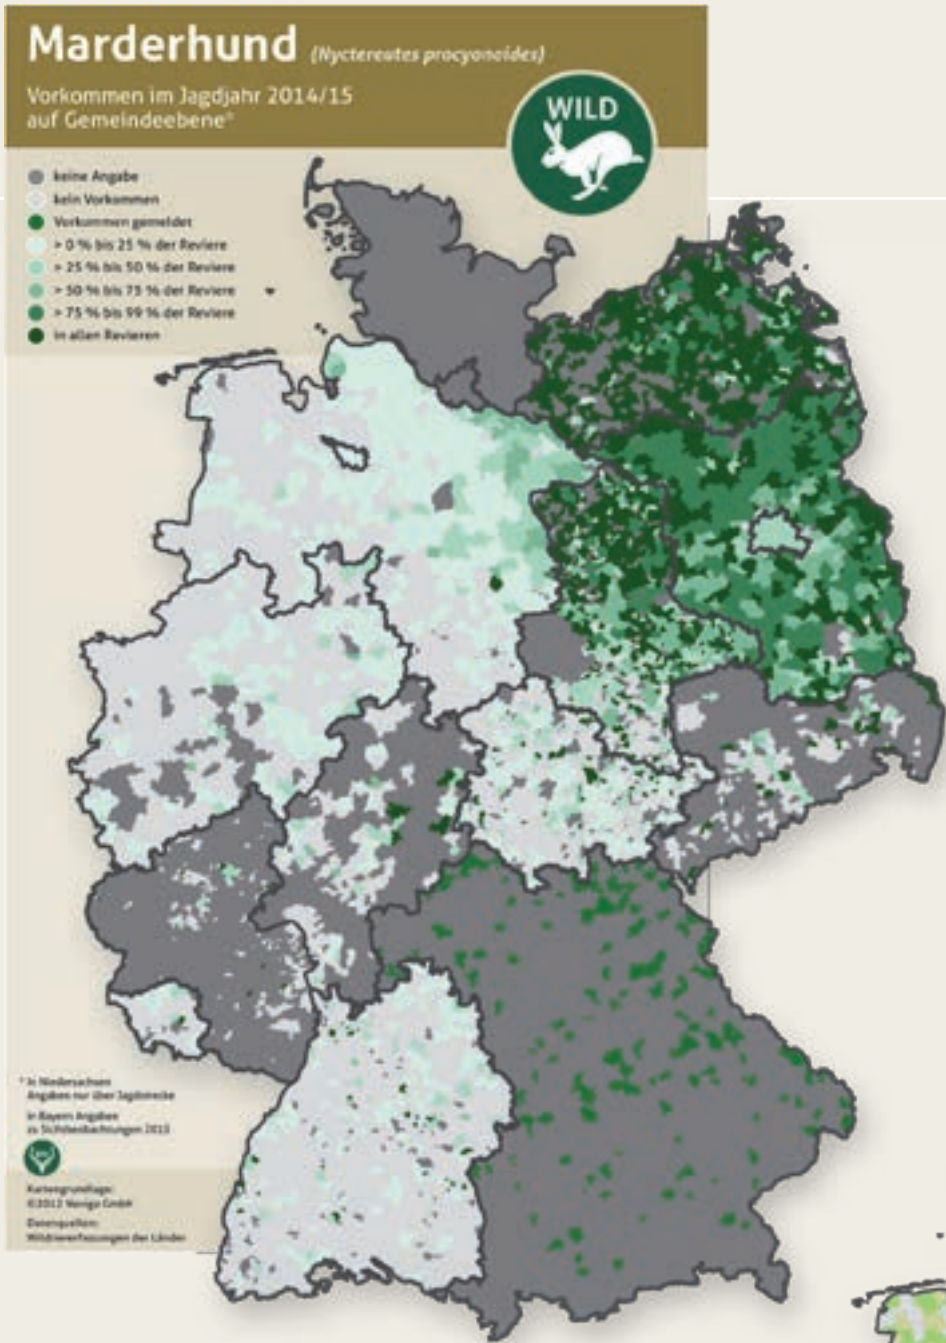 Marderhund (Nyctereutes procyonoides)
Vorkommen im Jagdjahr 2014/15
auf Gemeindeebene*
WILD
keine Angabe
kein Vorkommen
Vorkommen gemeldet
> 0 % bis 25 % der Reviere
> 25 % bis 50 % der Reviere
> 50 % bis 75 % der Reviere
> 75 % bis 99 % der Reviere
in allen Revieren
* in Niedersachsen
Angaben nur über Jagdstrecke
in Bayern Angaben
zu Sichtbeobachtungen 2013
Kartengrundlage:
©2012 Nexiga GmbH
Datenquellen:
Wildtiererfassungen der Länder